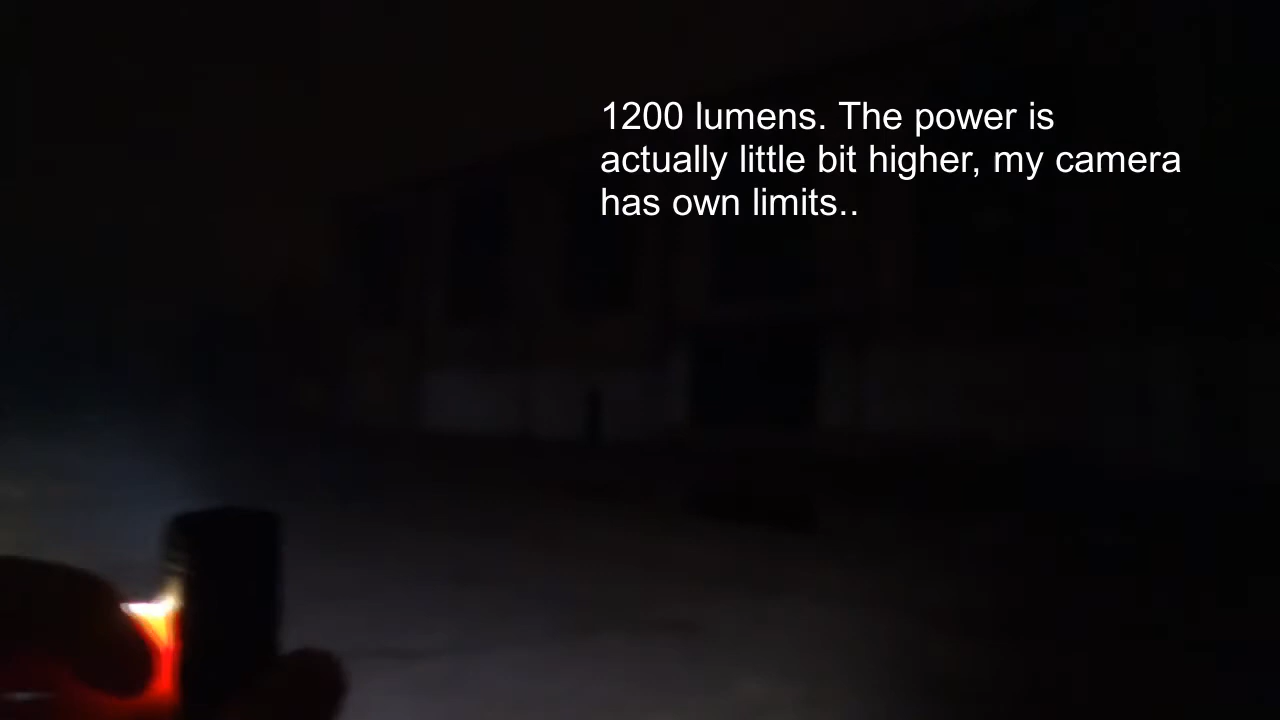 1200 lumens. The power is
actually little bit higher, my camera
has own limits..